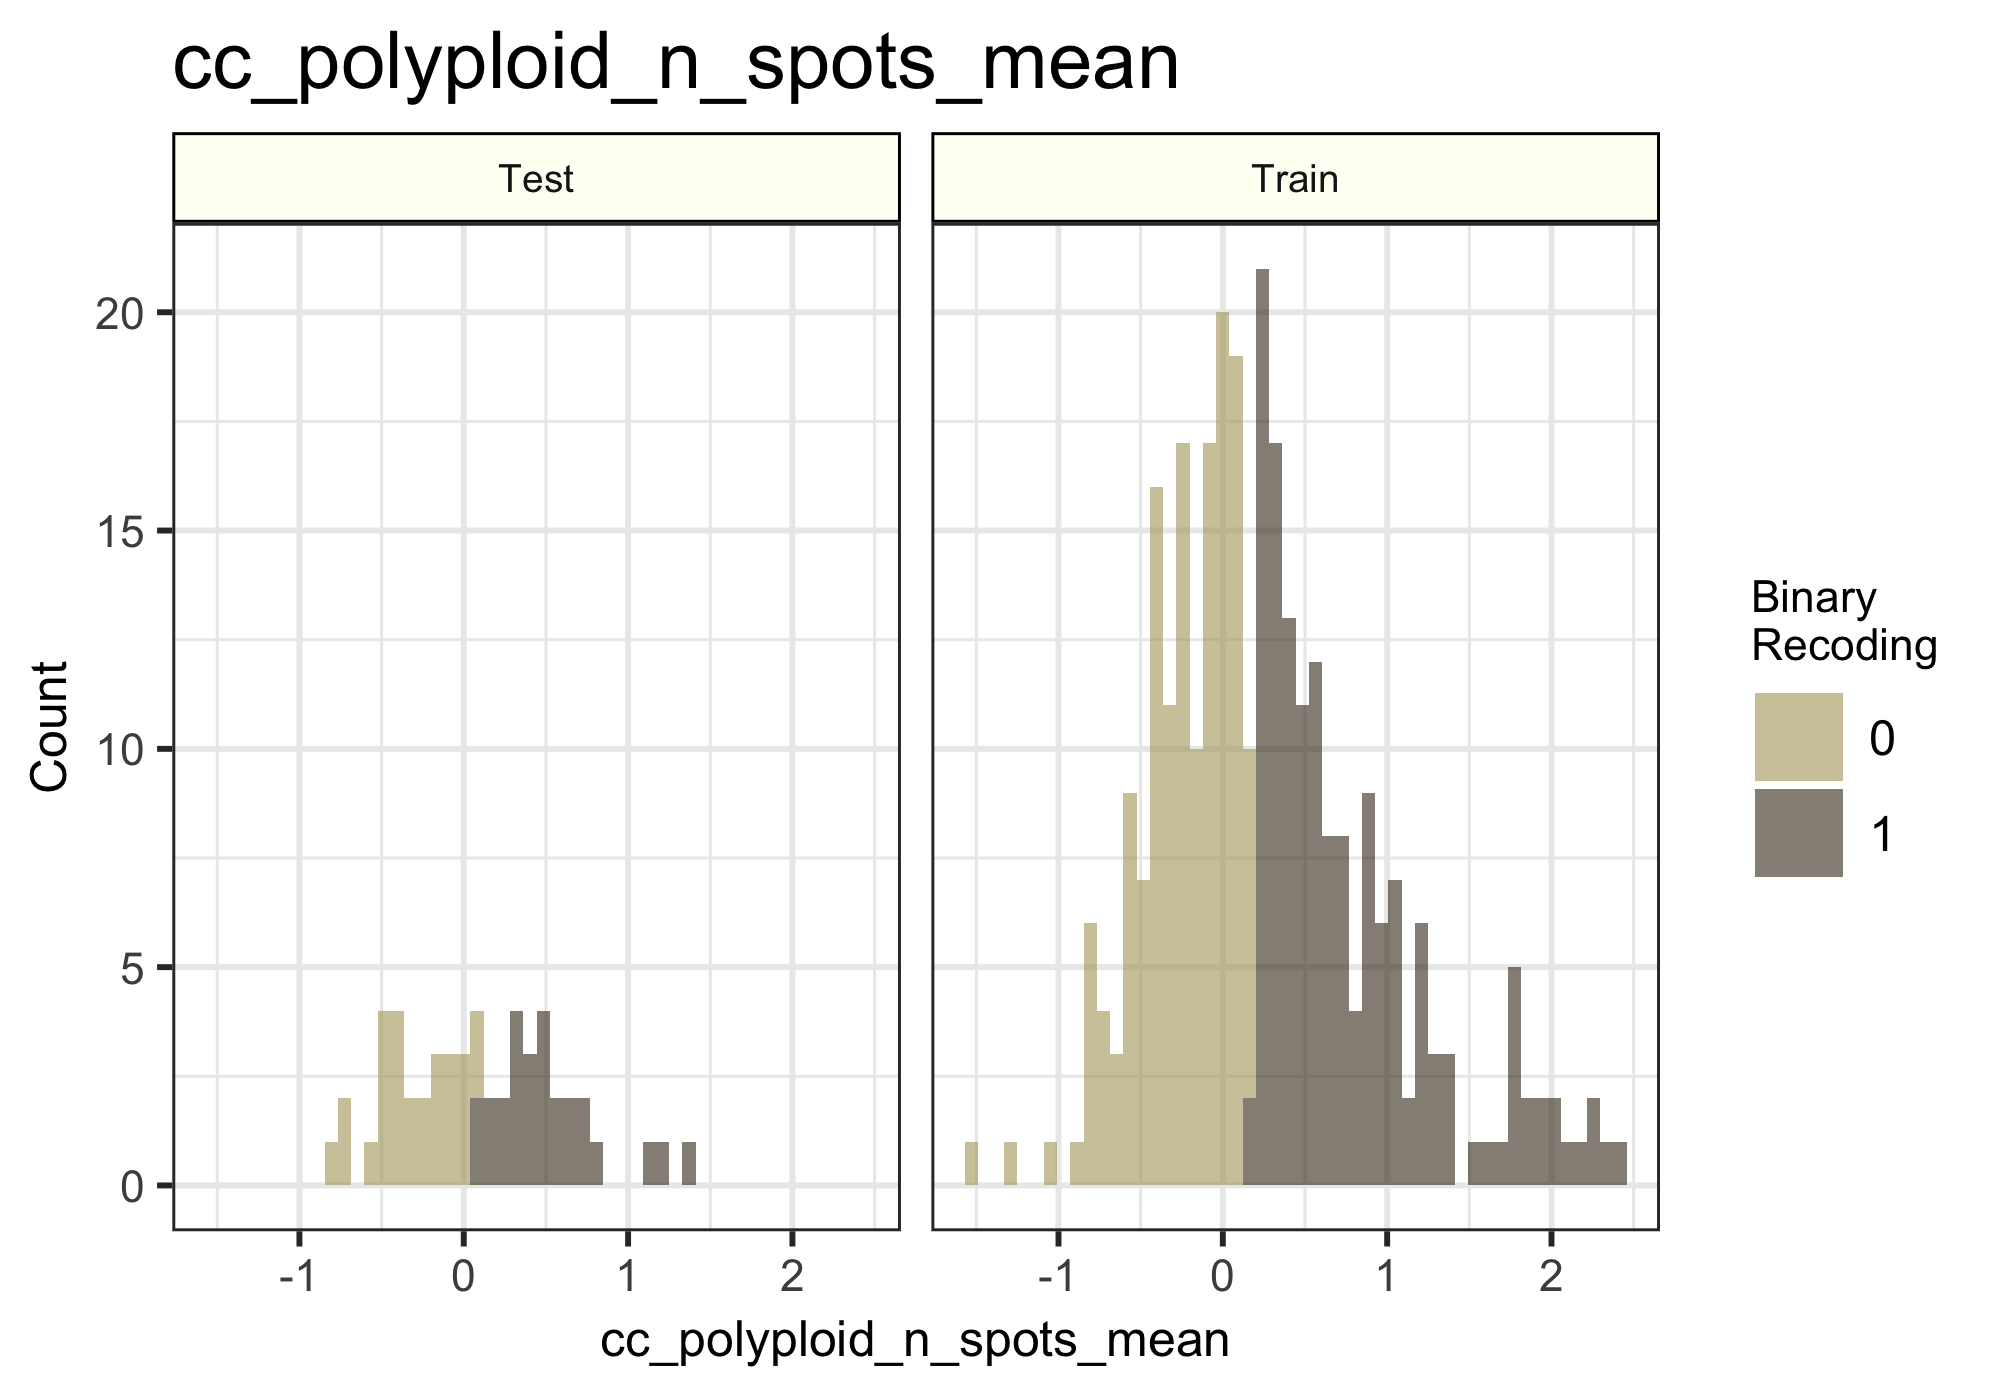 cc_polyploid_n_spots_mean
Test
Train
20
15
10
5
0
Count
-1
0
1
2
-1
0
1
2
cc_polyploid_n_spots_mean
Binary
Recoding
0
1